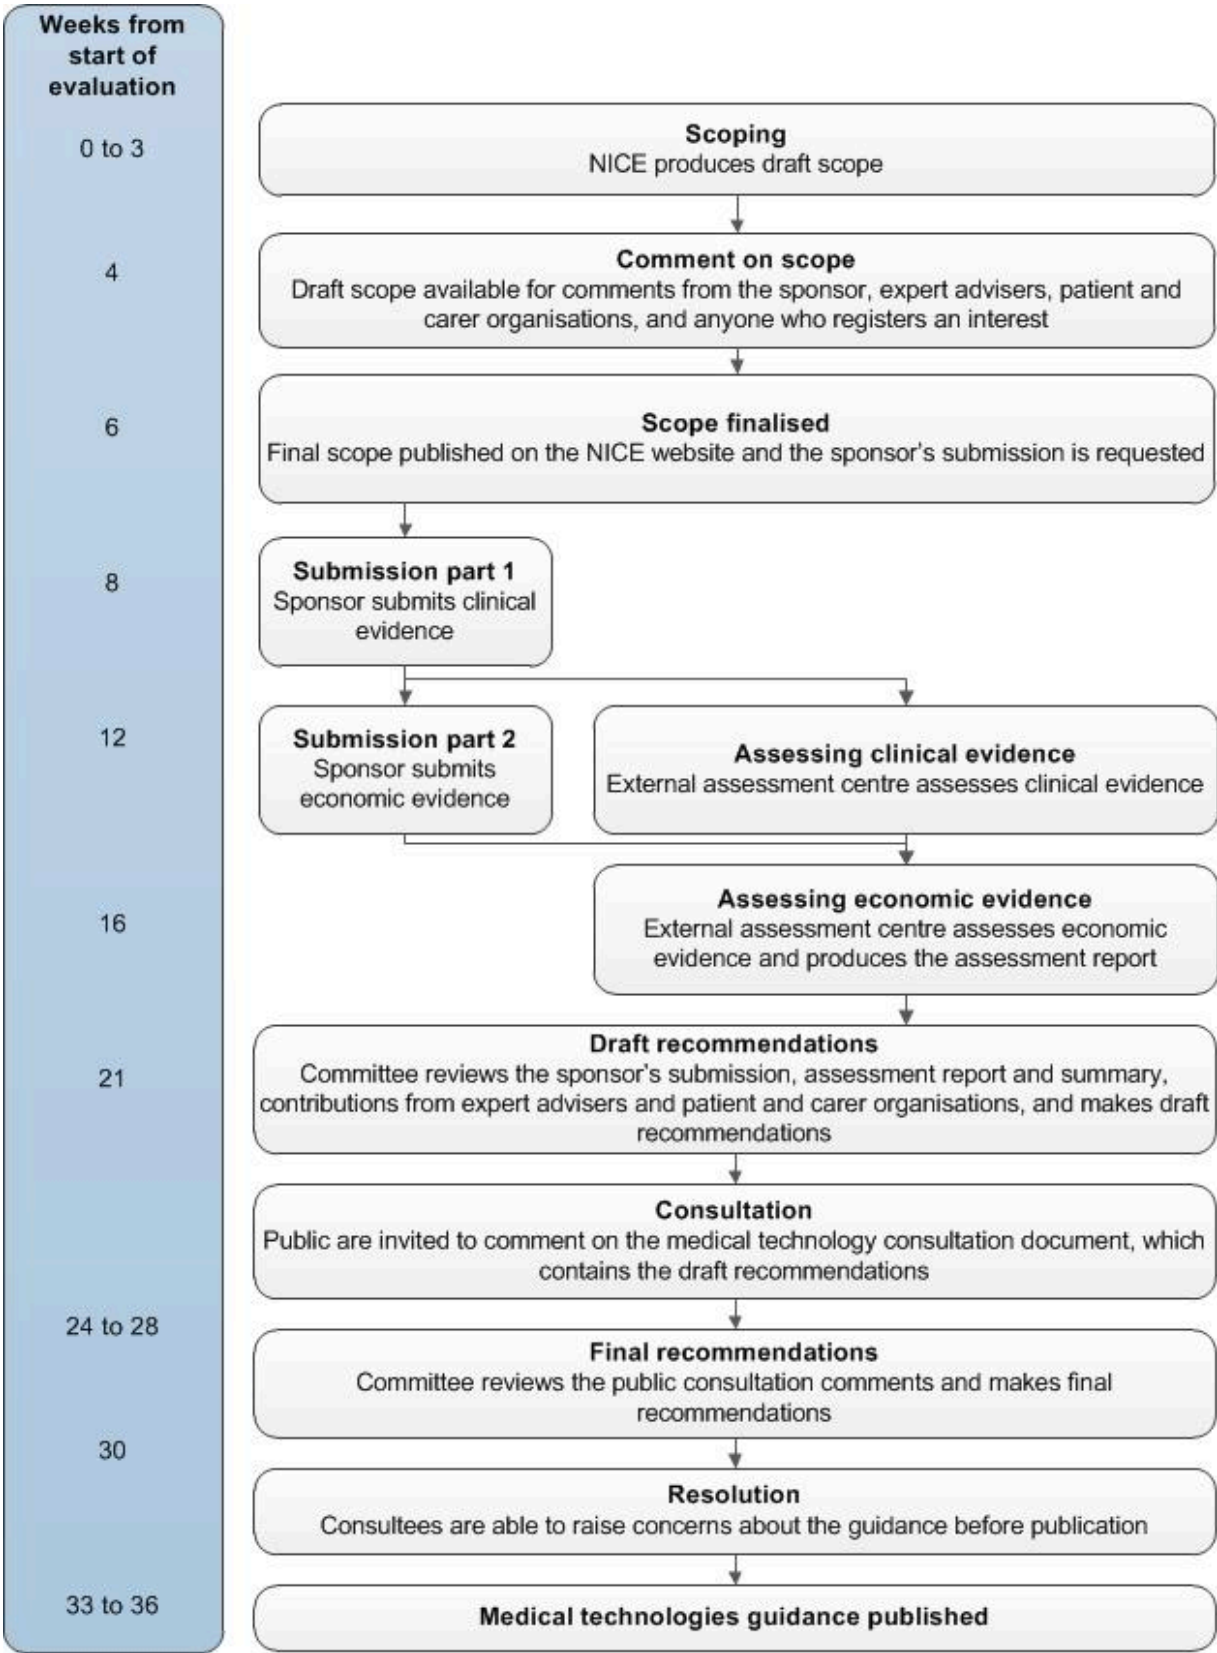 Weeks from
start of
evaluation
0 to 3
Scoping
NICE produces draft scope
4
Comment on scope
Draft scope available for comments from the sponsor, expert advisers, patient and
carer organisations, and anyone who registers an interest
6
Scope finalised
Final scope published on the NICE website and the sponsor's submission is requested
8
Submission part 1
Sponsor submits clinical
evidence
12
Submission part 2
Sponsor submits
economic evidence
Assessing clinical evidence
External assessment centre assesses clinical evidence
16
Assessing economic evidence
External assessment centre assesses economic
evidence and produces the assessment report
21
Draft recommendations
Committee reviews the sponsor's submission, assessment report and summary,
contributions from expert advisers and patient and carer organisations, and makes draft
recommendations
Consultation
Public are invited to comment on the medical technology consultation document, which
contains the draft recommendations
24 to 28
Final recommendations
Committee reviews the public consultation comments and makes final
recommendations
30
Resolution
Consultees are able to raise concerns about the guidance before publication
33 to 36
Medical technologies guidance published